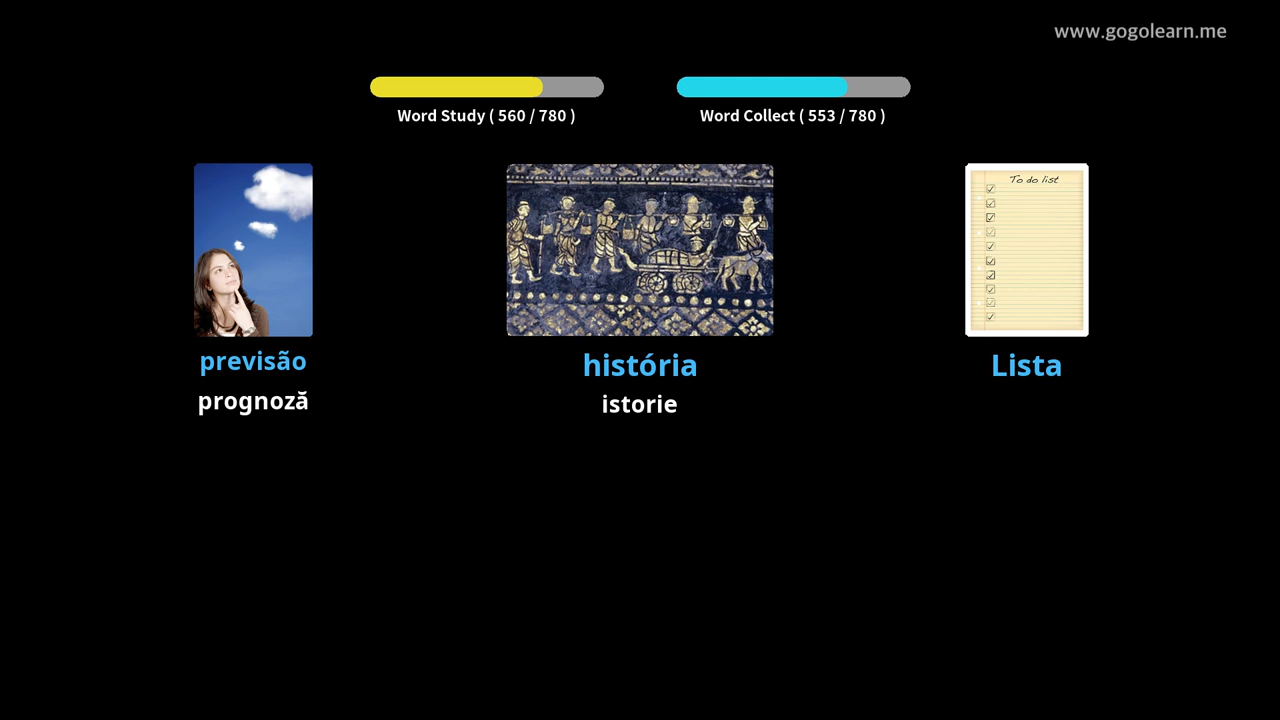 www.gogolearn.me
Word Study ( 560 / 780 )
Word Collect ( 553 / 780 )
To do list
previsão
prognoză
história
istorie
Lista